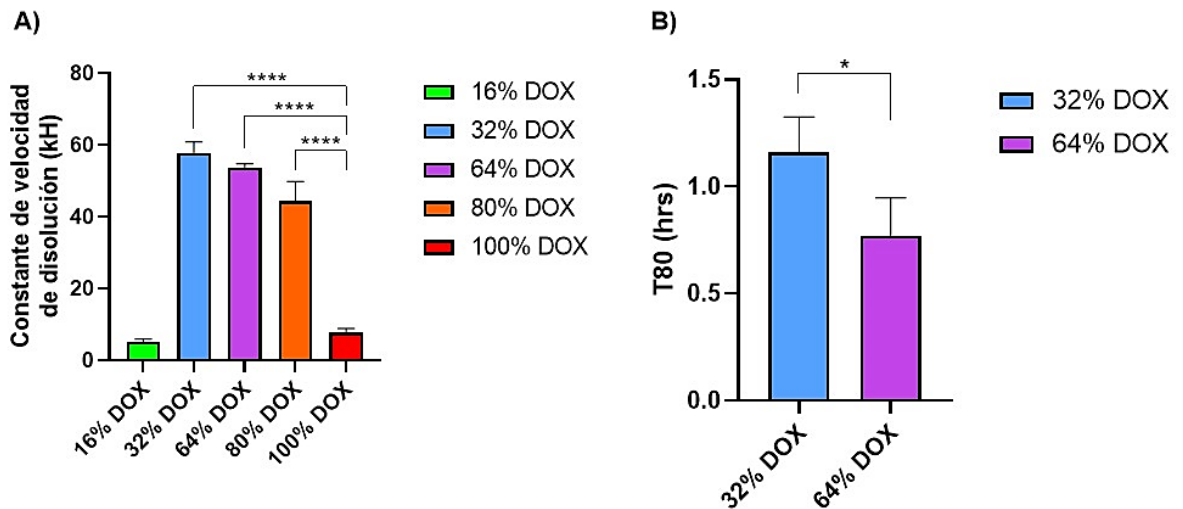 A)
Constante de velocidad
de disolución (kH)
80
60
40
20
0
****
****
****
16% DOX
32% DOX
64% DOX
80% DOX
100% DOX
16% DOX
32% DOX
64% DOX
80% DOX
100% DOX
B)
T80 (hrs)
1.5
1.0
0.5
0.0
*
32% DOX
64% DOX
32% DOX
64% DOX